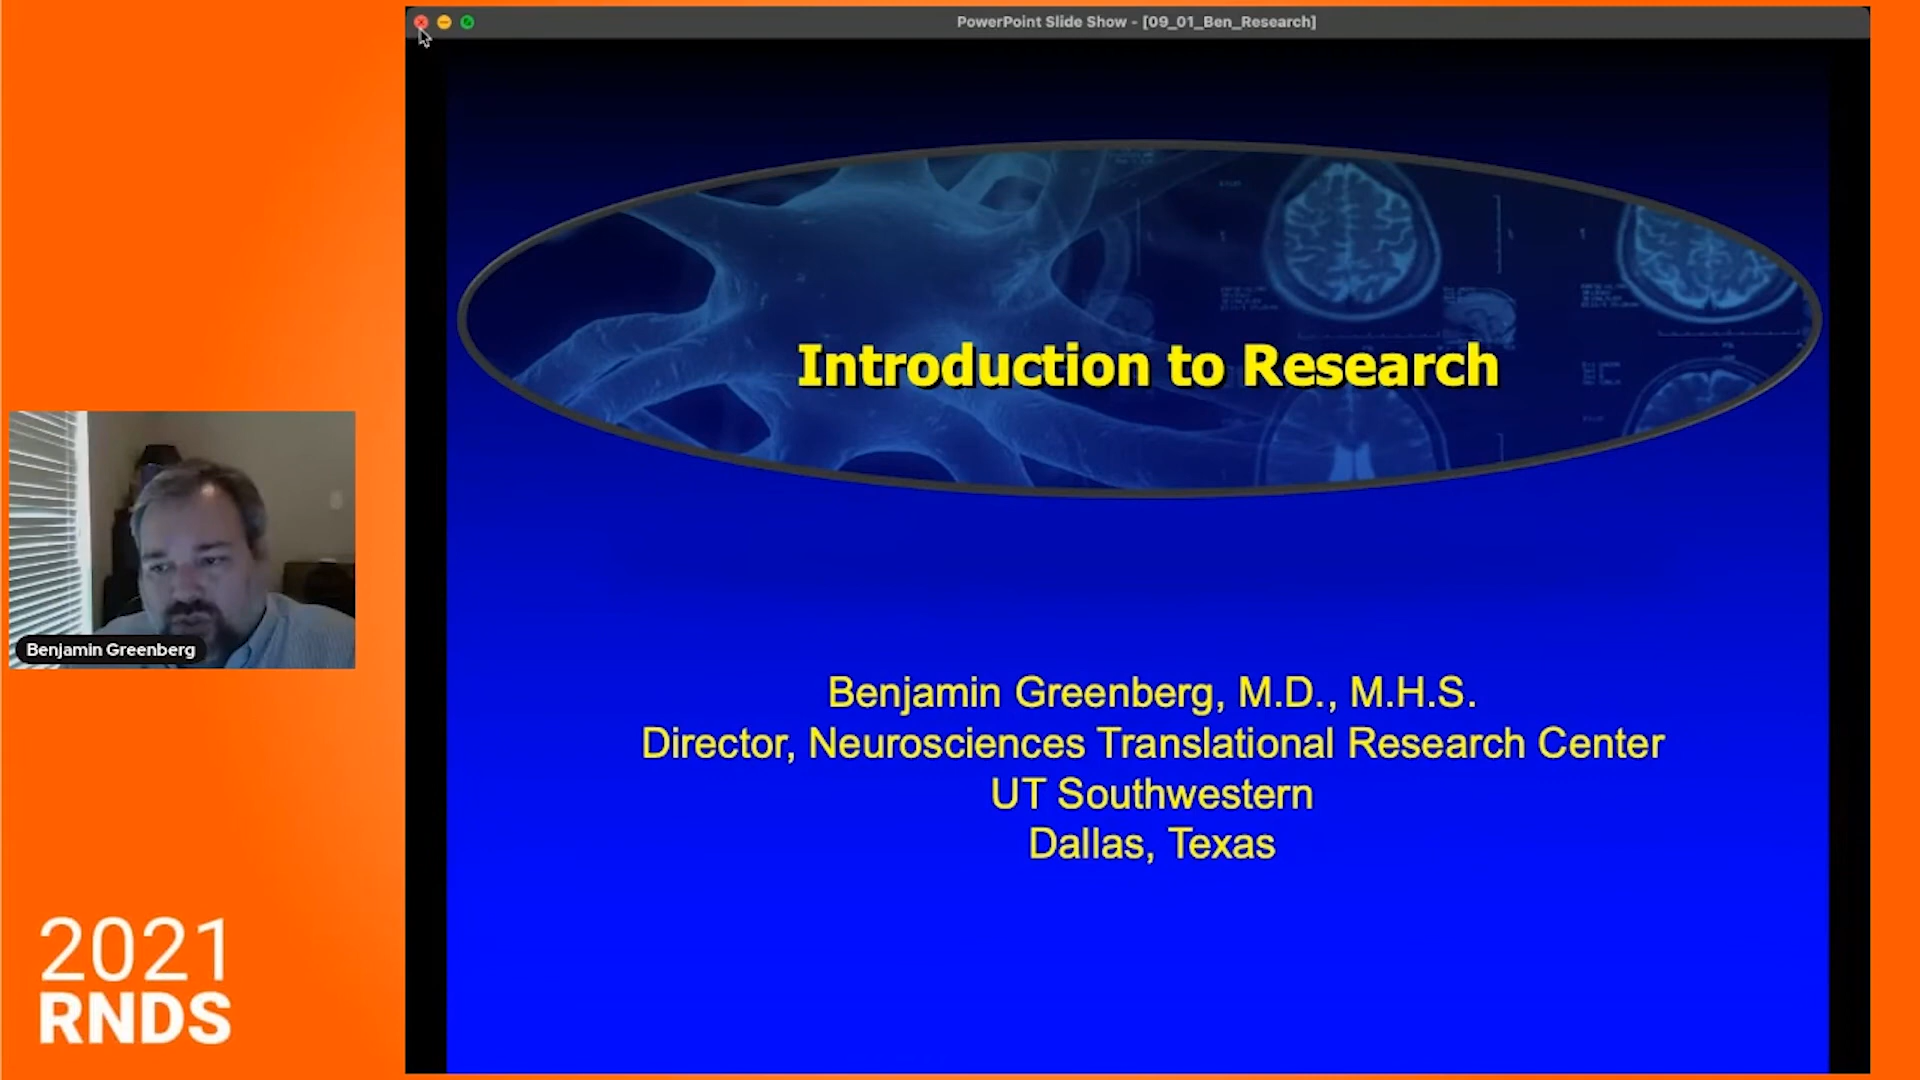 PowerPoint Slide Show - [09_01_Ben_Research]
Introduction to Research
Benjamin Greenberg, M.D., M.H.S.
Director, Neurosciences Translational Research Center
UT Southwestern
Dallas, Texas
Benjamin Greenberg
2021
RNDS